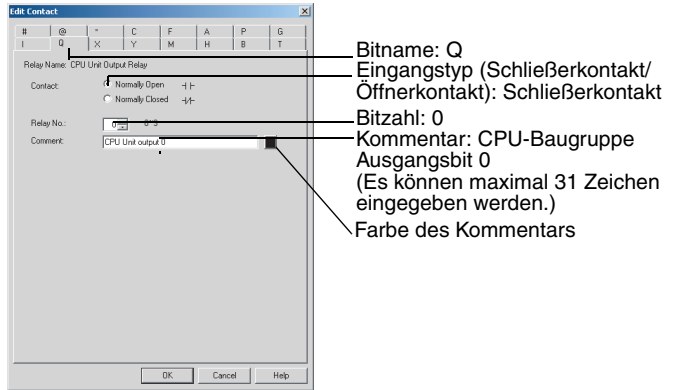 Edit Contact
# @ ^ C F A P G
I Q X Y M H B T
Relay Name: CPU Unit Output Relay
Contact: Normally Open
Normally Closed
Relay No.: 0
Comment: CPU Unit output 0
OK Cancel Help
Bitname: Q
Eingangstyp (Schließerkontakt/
Öffnerkontakt): Schließerkontakt
Bitzahl: 0
Kommentar: CPU-Baugruppe
Ausgangsbit 0
(Es können maximal 31 Zeichen
eingegeben werden.)
Farbe des Kommentars